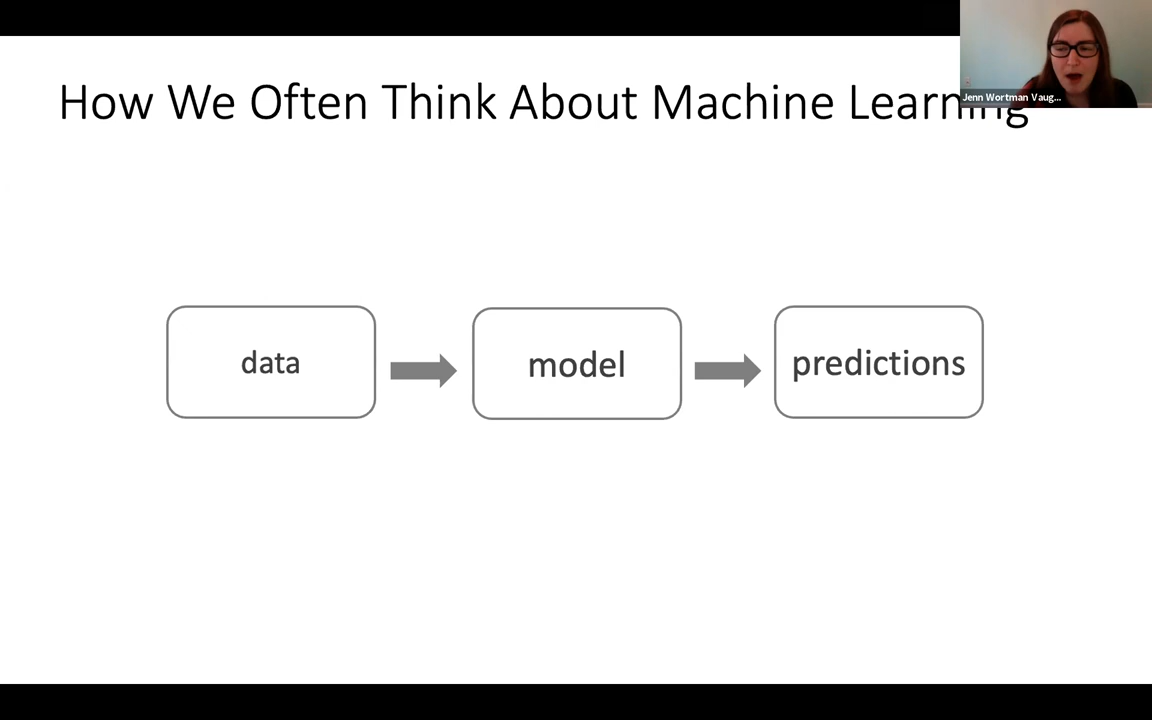 How We Often Think About Machine Learning
Jenn Wortman Vaug...
data
model
predictions